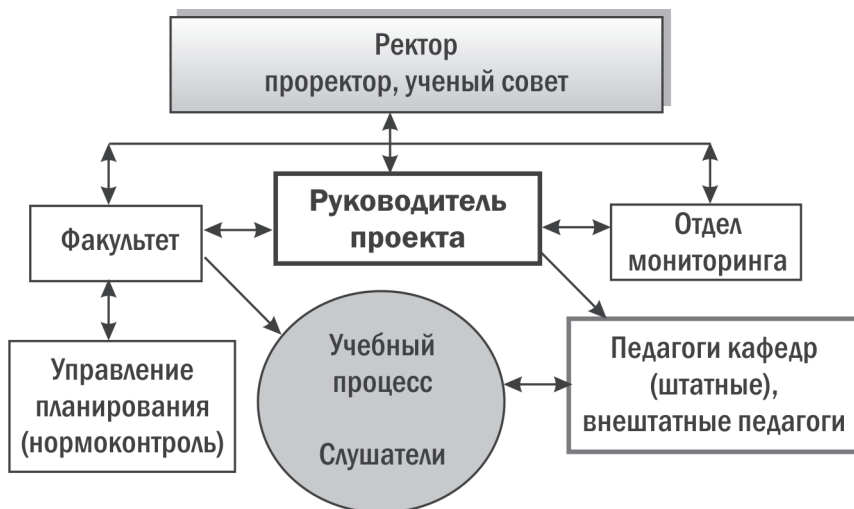 Ректор
проректор, ученый совет
Руководитель
проекта
Факультет
Отдел
мониторинга
Учебный
процесс
Слушатели
Управление
планирования
(нормоконтроль)
Педагоги кафедр
(штатные),
внештатные педагоги